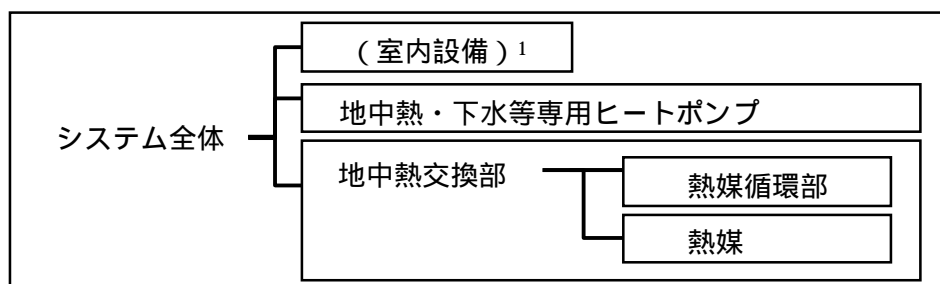 (室内設備)1
地中熱・下水等専用ヒートポンプ
システム全体
地中熱交換部
熱媒循環部
熱媒